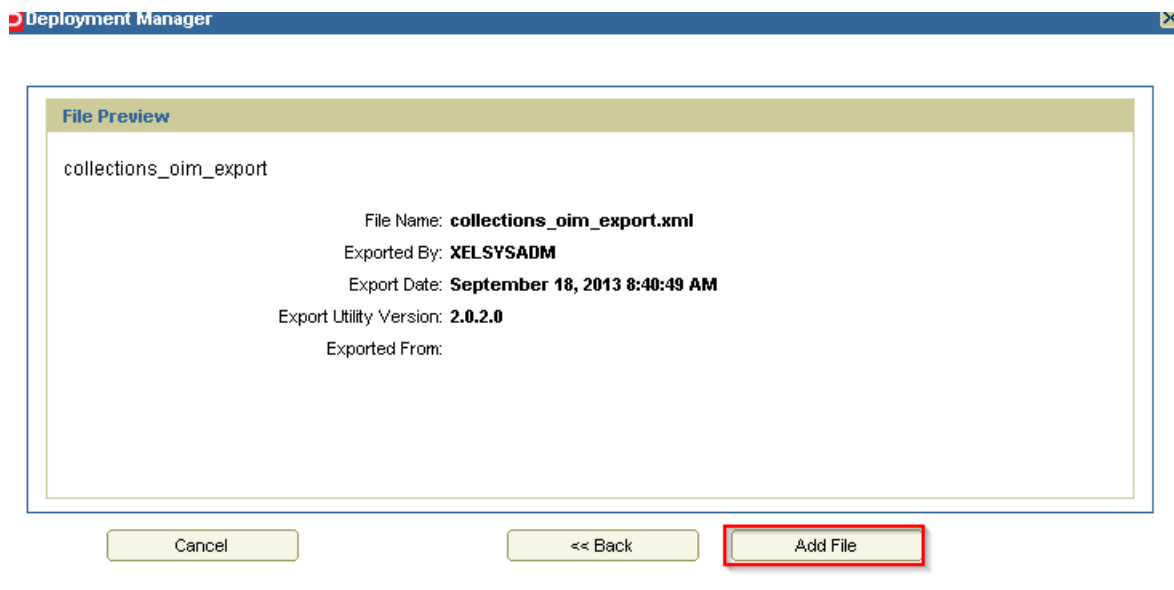 Deployment Manager
File Preview
collections_oim_export
File Name: collections_oim_export.xml
Exported By: XELSYSADM
Export Date: September 18, 2013 8:40:49 AM
Export Utility Version: 2.0.2.0
Exported From:
Cancel
<< Back
Add File